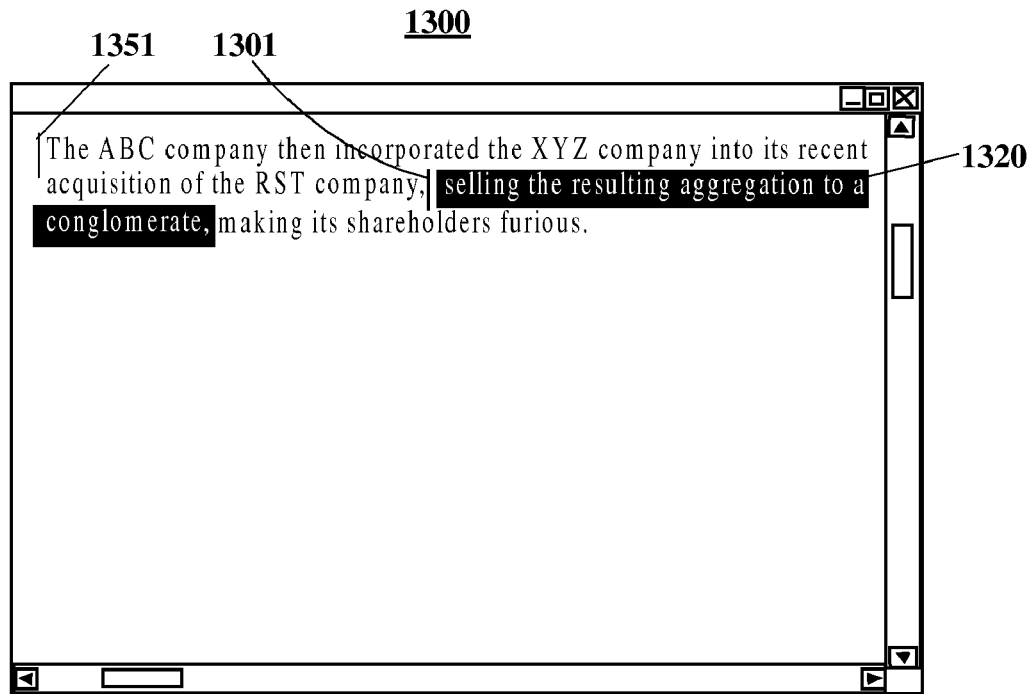 1300
1351 1301
The ABC company then incorporated the XYZ company into its recent
1320
acquisition of the RST company, selling the resulting aggregation to a
conglomerate, making its shareholders furious.